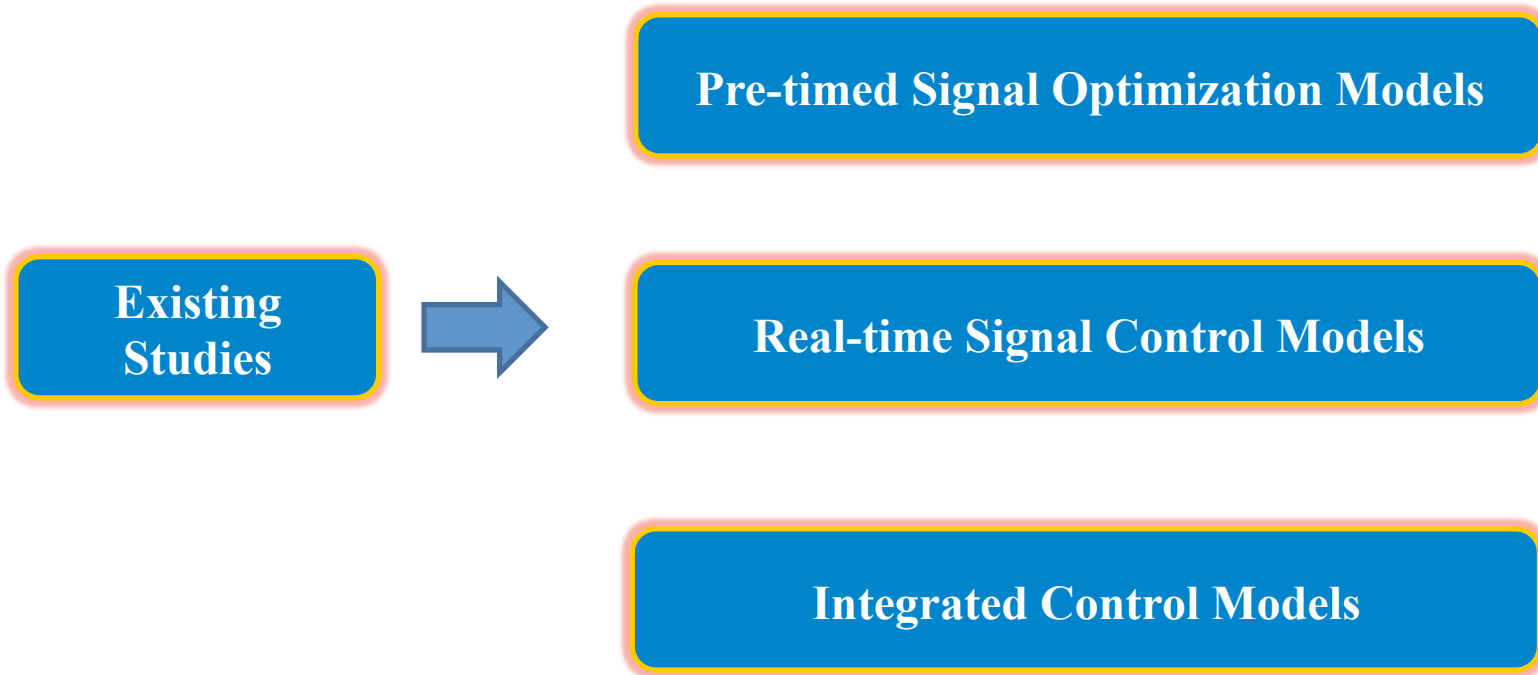 Pre-timed Signal Optimization Models
Existing
Studies
Real-time Signal Control Models
Integrated Control Models